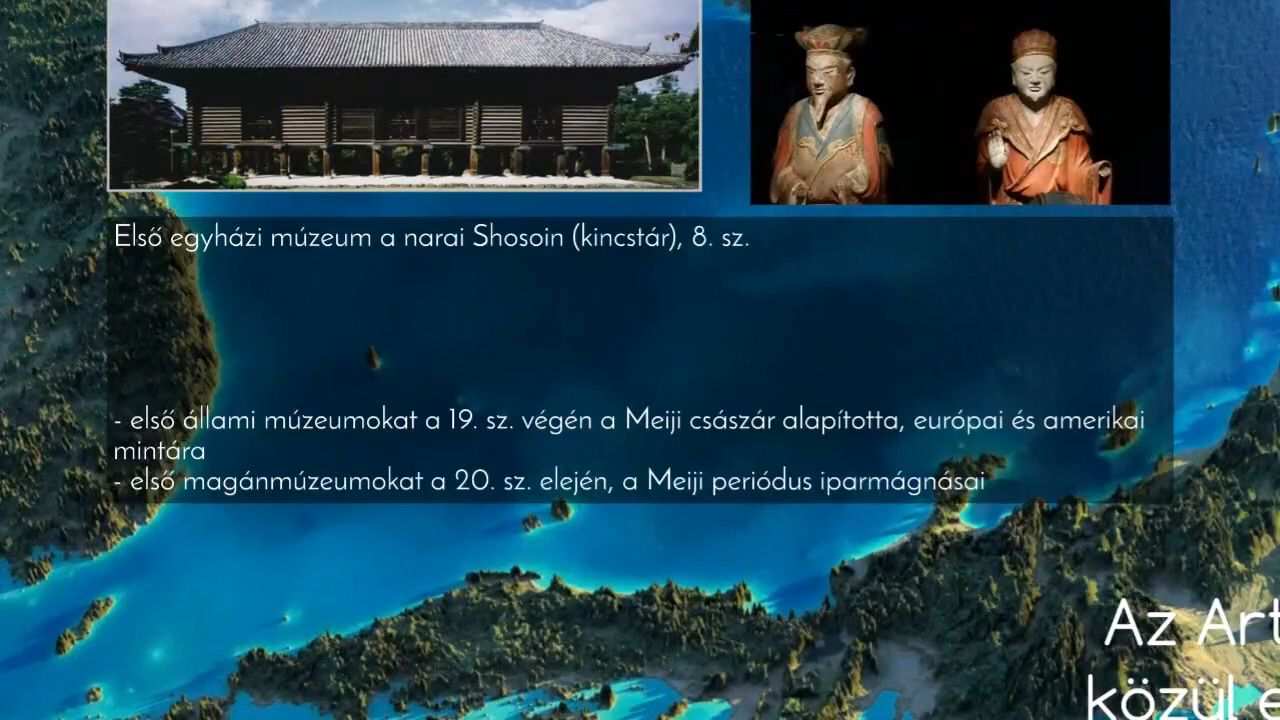 Első egyházi múzeum a narai Shosoin (kincstár), 8. sz.
- első állami múzeumokat a 19. sz. végén a Meiji császár alapította, európai és amerikai
mintára
- első magánmúzeumokat a 20. sz. elején, a Meiji periódus iparmágnásai
Az
közül